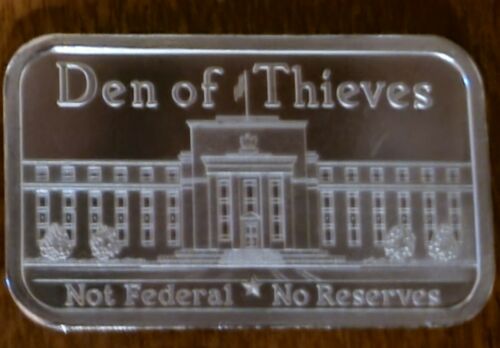 Den of Thieves
Not Federal ★ No Reserves